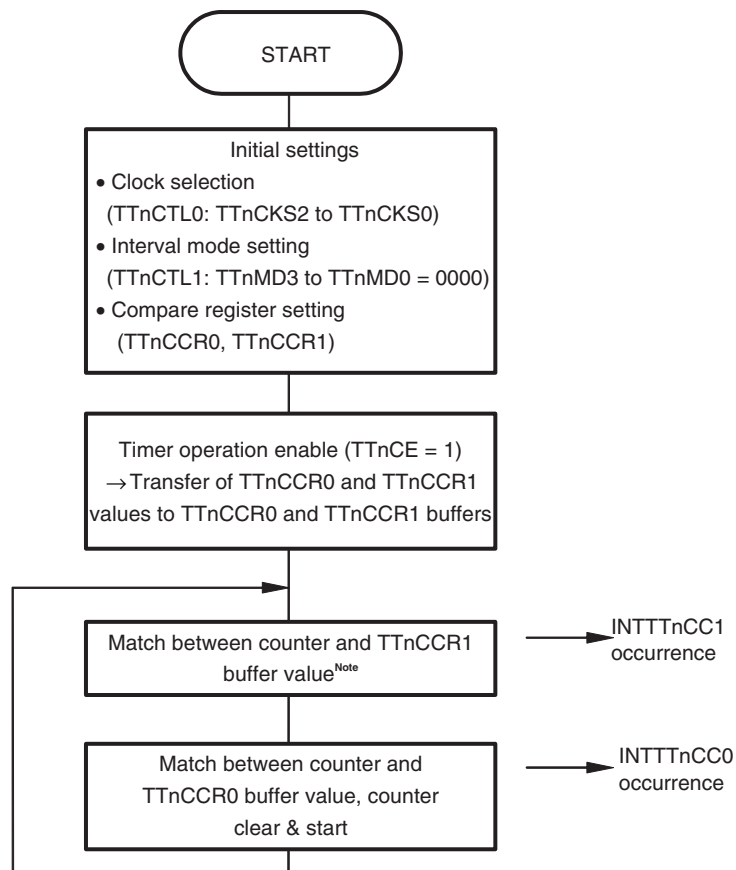 START
Initial settings
• Clock selection
(TTnCTL0: TTnCKS2 to TTnCKS0)
• Interval mode setting
(TTnCTL1: TTnMD3 to TTnMD0 = 0000)
• Compare register setting
(TTnCCR0, TTnCCR1)
Timer operation enable (TTnCE = 1)
→Transfer of TTnCCR0 and TTnCCR1
values to TTnCCR0 and TTnCCR1 buffers
Match between counter and TTnCCR1
buffer valueNote
INTTTnCC1
occurrence
Match between counter and
TTnCCR0 buffer value, counter
clear & start
INTTTnCC0
occurrence